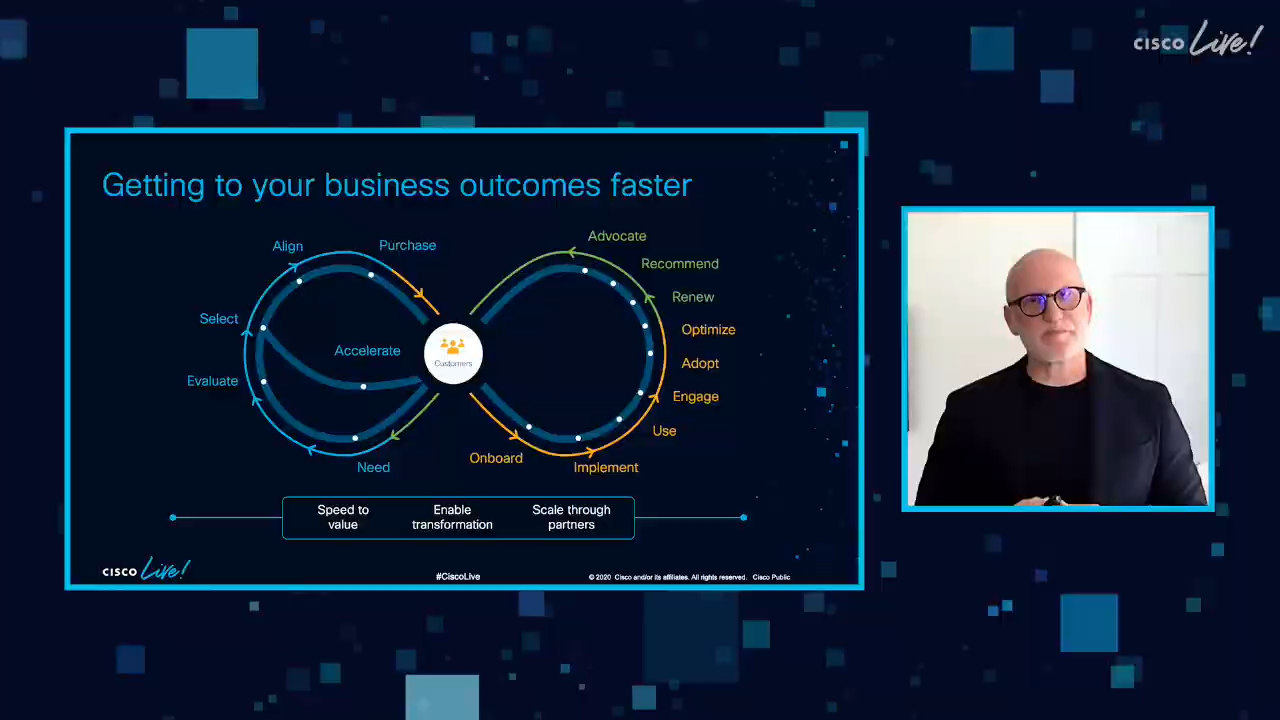 CISCO Live!
Getting to your business outcomes faster
Align
Purchase
Select
Accelerate
Evaluate
Need
Customers
Advocate
Recommend
Renew
Optimize
Adopt
Engage
Use
Onboard
Implement
Speed to
value
Enable
transformation
Scale through
partners
CISCO Live!
#CiscoLive
© 2020 Cisco and/or its affiliates. All rights reserved. Cisco Public